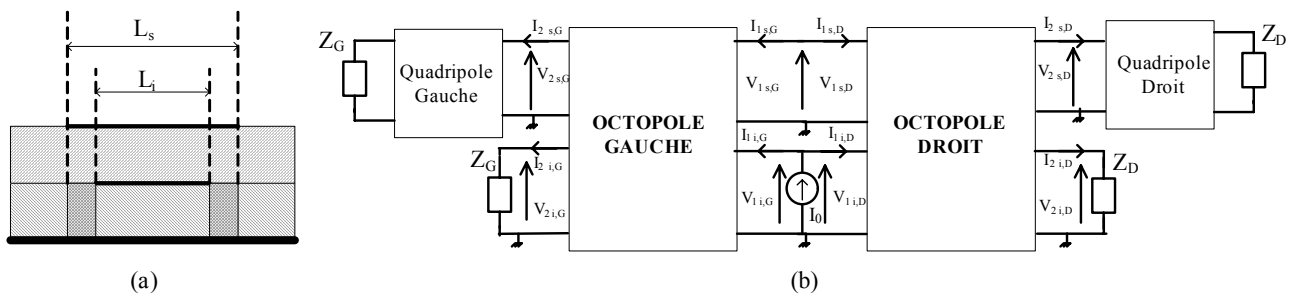 L_s
L_i
(a)
Z_G
Quadripole
Gauche
I_2 s,G
V_2 s,G
Z_G
I_2 i,G
V_2 i,G
OCTOPOLE
GAUCHE
I_1 s,G
I_1 s,D
V_1 s,G
V_1 s,D
I_1 i,G
I_1 i,D
V_1 i,G
I_0
V_1 i,D
OCTOPOLE
DROIT
I_2 s,D
V_2 s,D
Quadripole
Droit
Z_D
I_2 i,D
V_2 i,D
Z_D
(b)